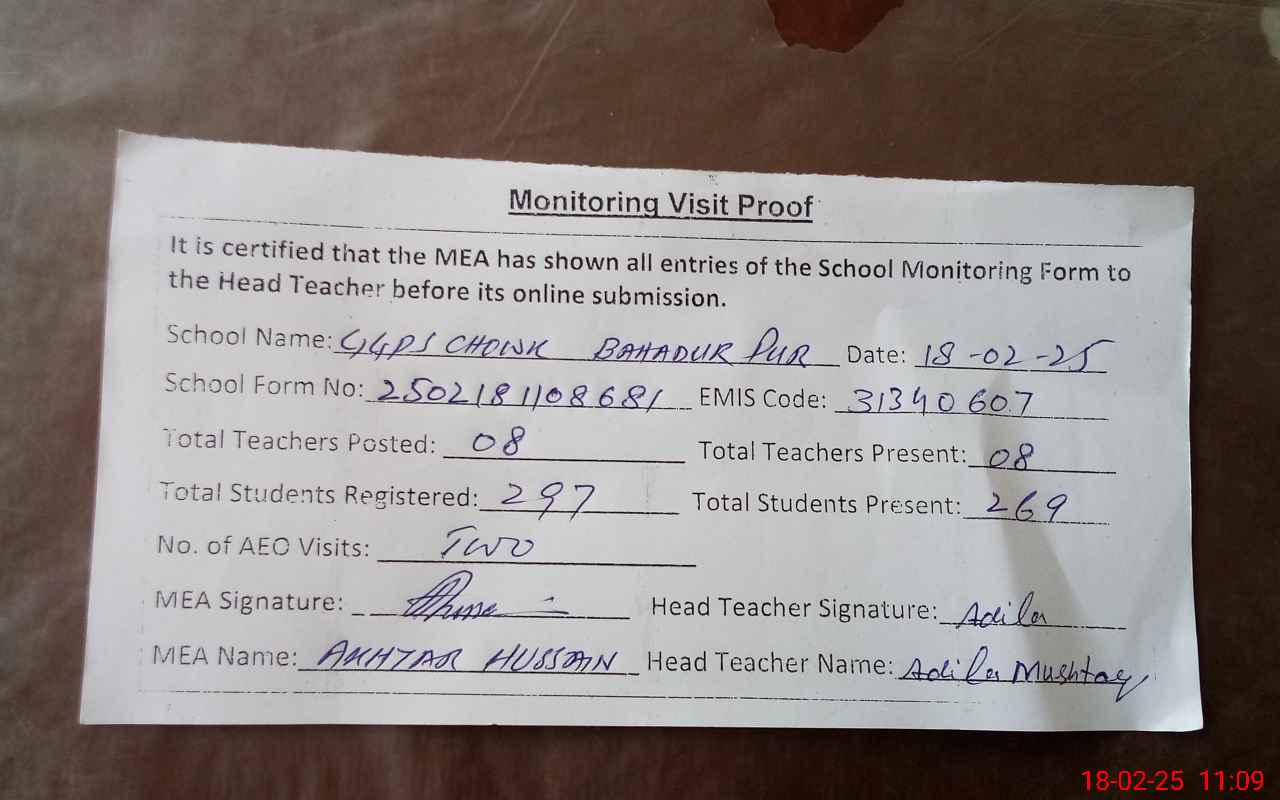 Monitoring Visit Proof
It is certified that the MEA has shown all entries of the School Monitoring Form to
the Head Teacher before its online submission.
School Name: GGPS CHOWK BAHADUR PUR Date: 18-02-25
School Form No: 2502181108681 EMIS Code: 31340607
Total Teachers Posted: 08 Total Teachers Present: 08
Total Students Registered: 297 Total Students Present: 269
No. of AEO Visits: TWO
MEA Signature: Head Teacher Signature: Adila
MEA Name: AKHTAR HUSSAIN Head Teacher Name: Adila Mushtaq
18-02-25 11:09